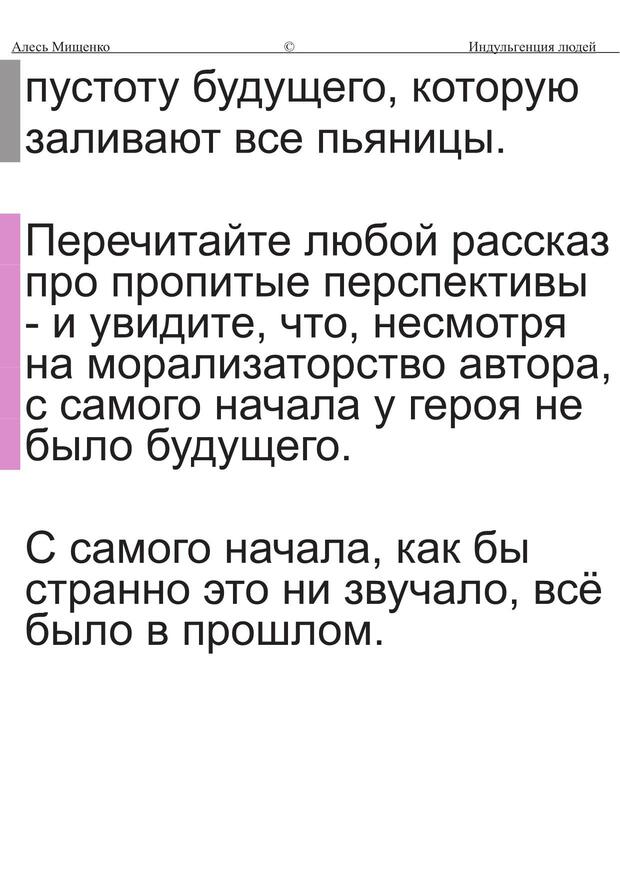 Алесь Мищенко © Индульгенция людей
пустоту будущего, которую
заливают все пьяницы.
Перечитайте любой рассказ
про пропитые перспективы
- и увидите, что, несмотря
на морализаторство автора,
с самого начала у героя не
было будущего.
С самого начала, как бы
странно это ни звучало, всё
было в прошлом.